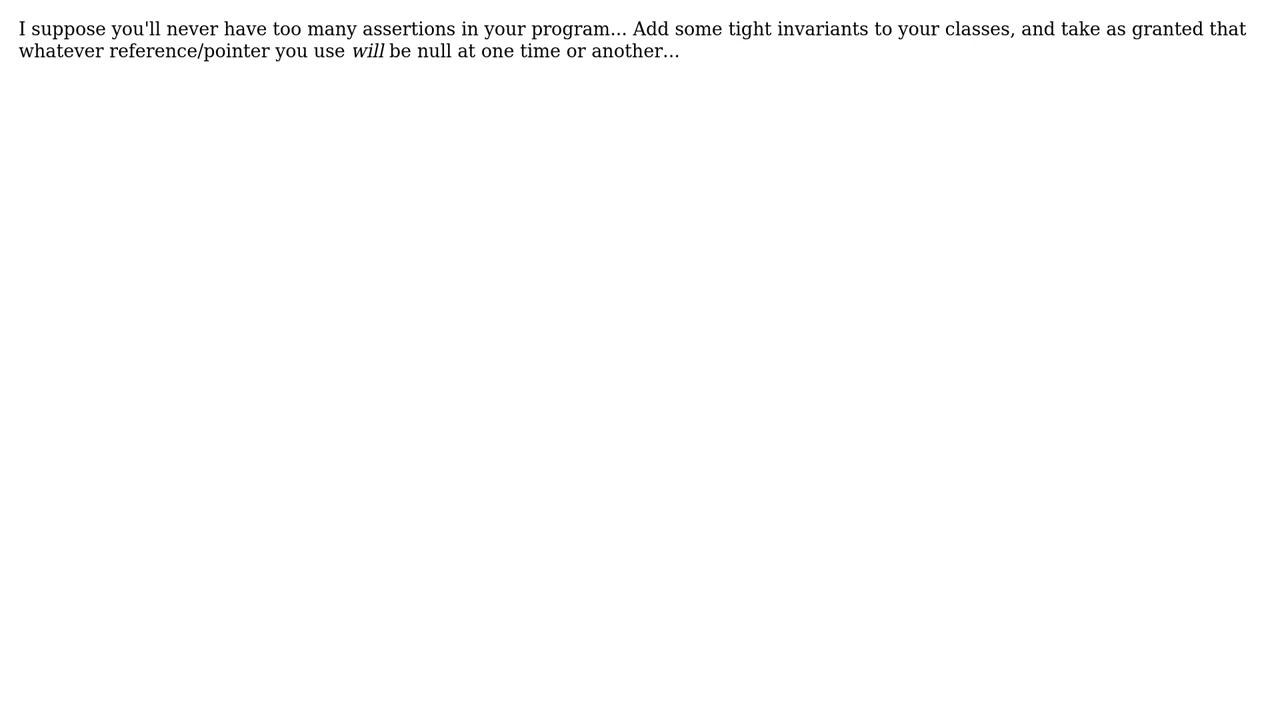 I suppose you'll never have too many assertions in your program... Add some tight invariants to your classes, and take as granted that
whatever reference/pointer you use will be null at one time or another...